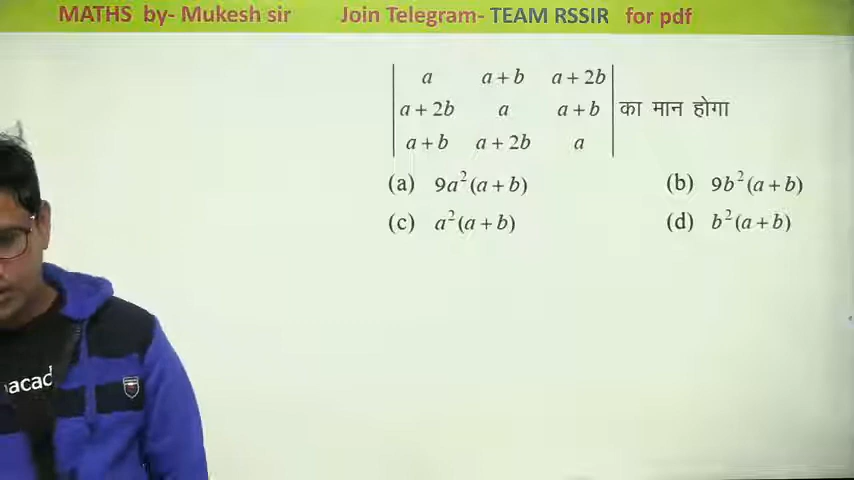 MATHS by- Mukesh sir Join Telegram- TEAM RSSIR for pdf
a a + b a + 2b
a + 2b a a + b का मान होगा
a + b a + 2b a
(a) 9a²(a + b) (b) 9b²(a + b)
(c) a²(a + b) (d) b²(a + b)
acad